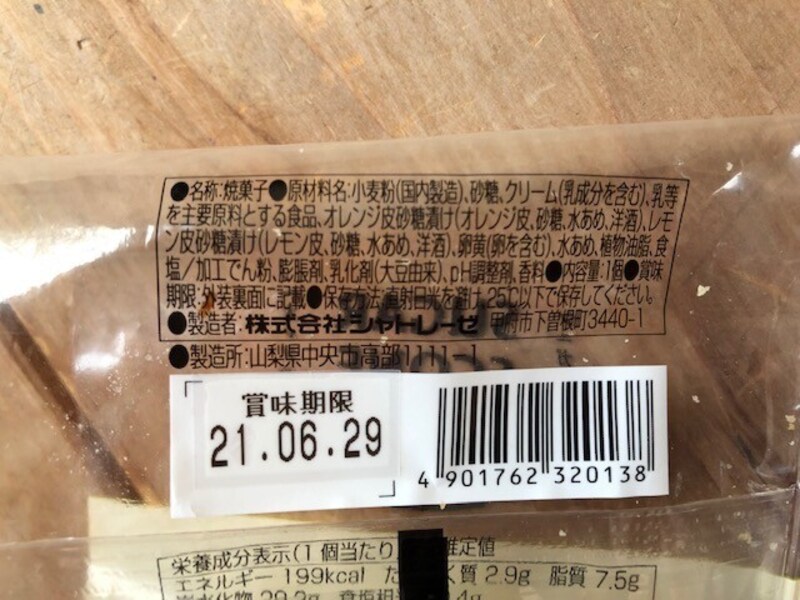 ●名称:焼菓子●原材料名:小麦粉(国内製造)、砂糖、クリーム(乳成分を含む)、乳等
を主要原料とする食品、オレンジ皮砂糖漬け(オレンジ皮、砂糖、水あめ、洋酒)、レモ
ン皮砂糖漬け(レモン皮、砂糖、水あめ、洋酒)、卵黄(卵を含む)、水あめ、植物油脂、食
塩/加工でん粉、膨脹剤、乳化剤(大豆由来)、pH調整剤、香料●内容量:1個●賞味
期限:外装裏面に記載●保存方法:直射日光を避け、25℃以下で保存してください。
●製造者:株式会社シャトレーゼ 甲府市下曽根町3440-1
●製造所:山梨県中央市高部1111-1
賞味期限
21.06.29
4 901762 320138
栄養成分表示(1個当たり) 推定値
エネルギー 199kcal た く質 2.9g 脂質 7.5g
炭水化物 29.2g 食塩相 4g